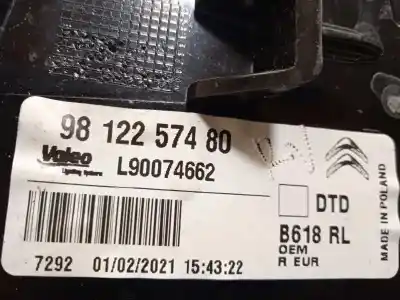 98 122 574 80
Valeo
Lighting Systems
L90074662
DTD
B618 RL
OEM
R EUR
7292 01/02/2021 15:43:22
MADE IN POLAND